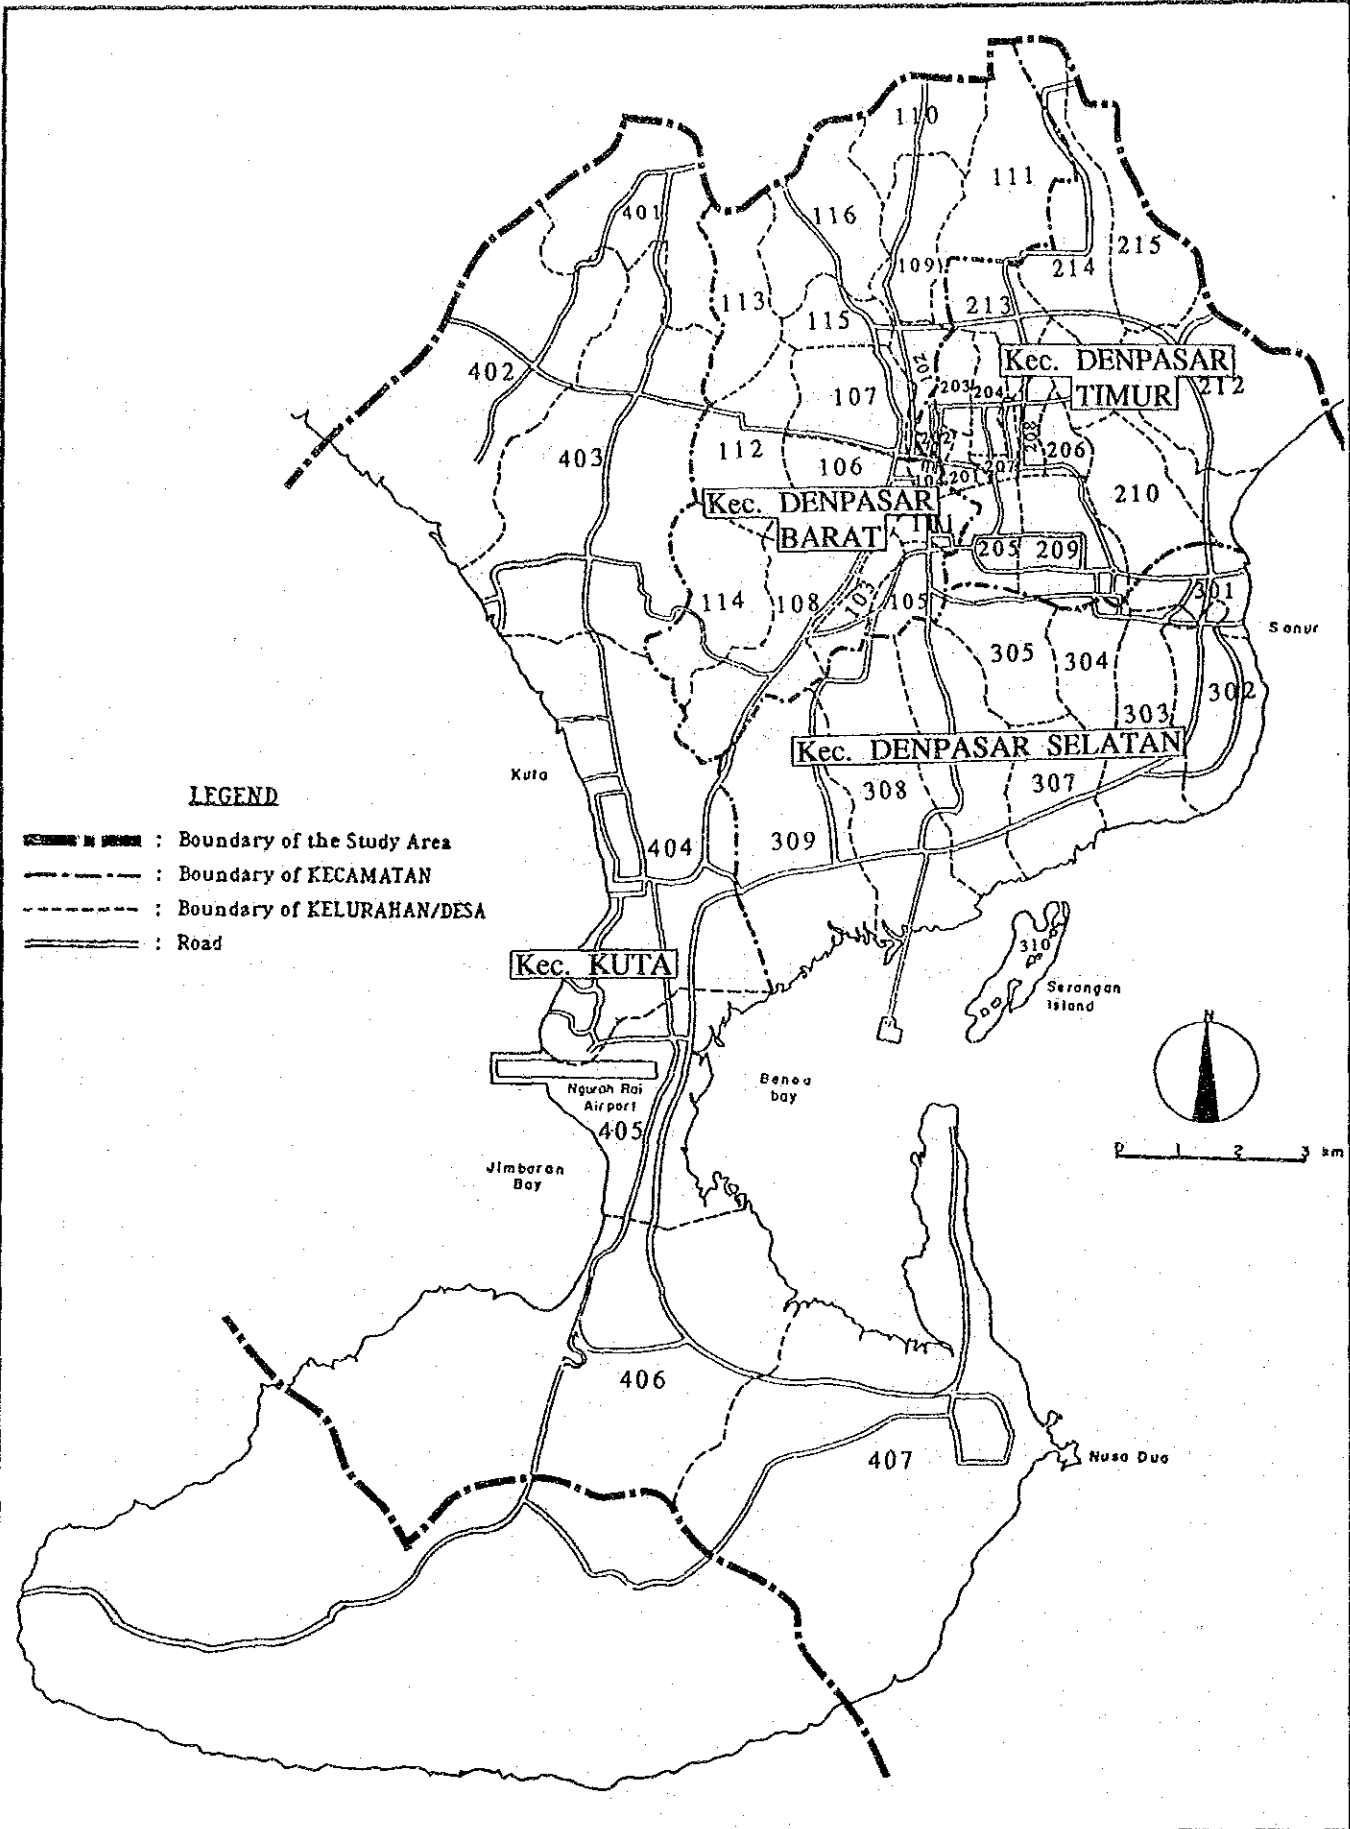 110
111
401
116
215
109
214
113
213
115
Kec. DENPASAR
TIMUR
402
212
107
203
204
208
112
403
106
206
207
201
210
Kec. DENPASAR
BARAT
205
209
301
114
108
103
105
Sanur
305
304
302
303
Kec. DENPASAR SELATAN
Kuta
308
307
LEGEND
: Boundary of the Study Area
404
309
: Boundary of KECAMATAN
: Boundary of KELURAHAN/DESA
: Road
310
Kec. KUTA
Serangan
Island
N
Ngurah Rai
Airport
Benoa
bay
405
0 1 2 3 km
Jimbaran
Bay
406
407
Nusa Dua